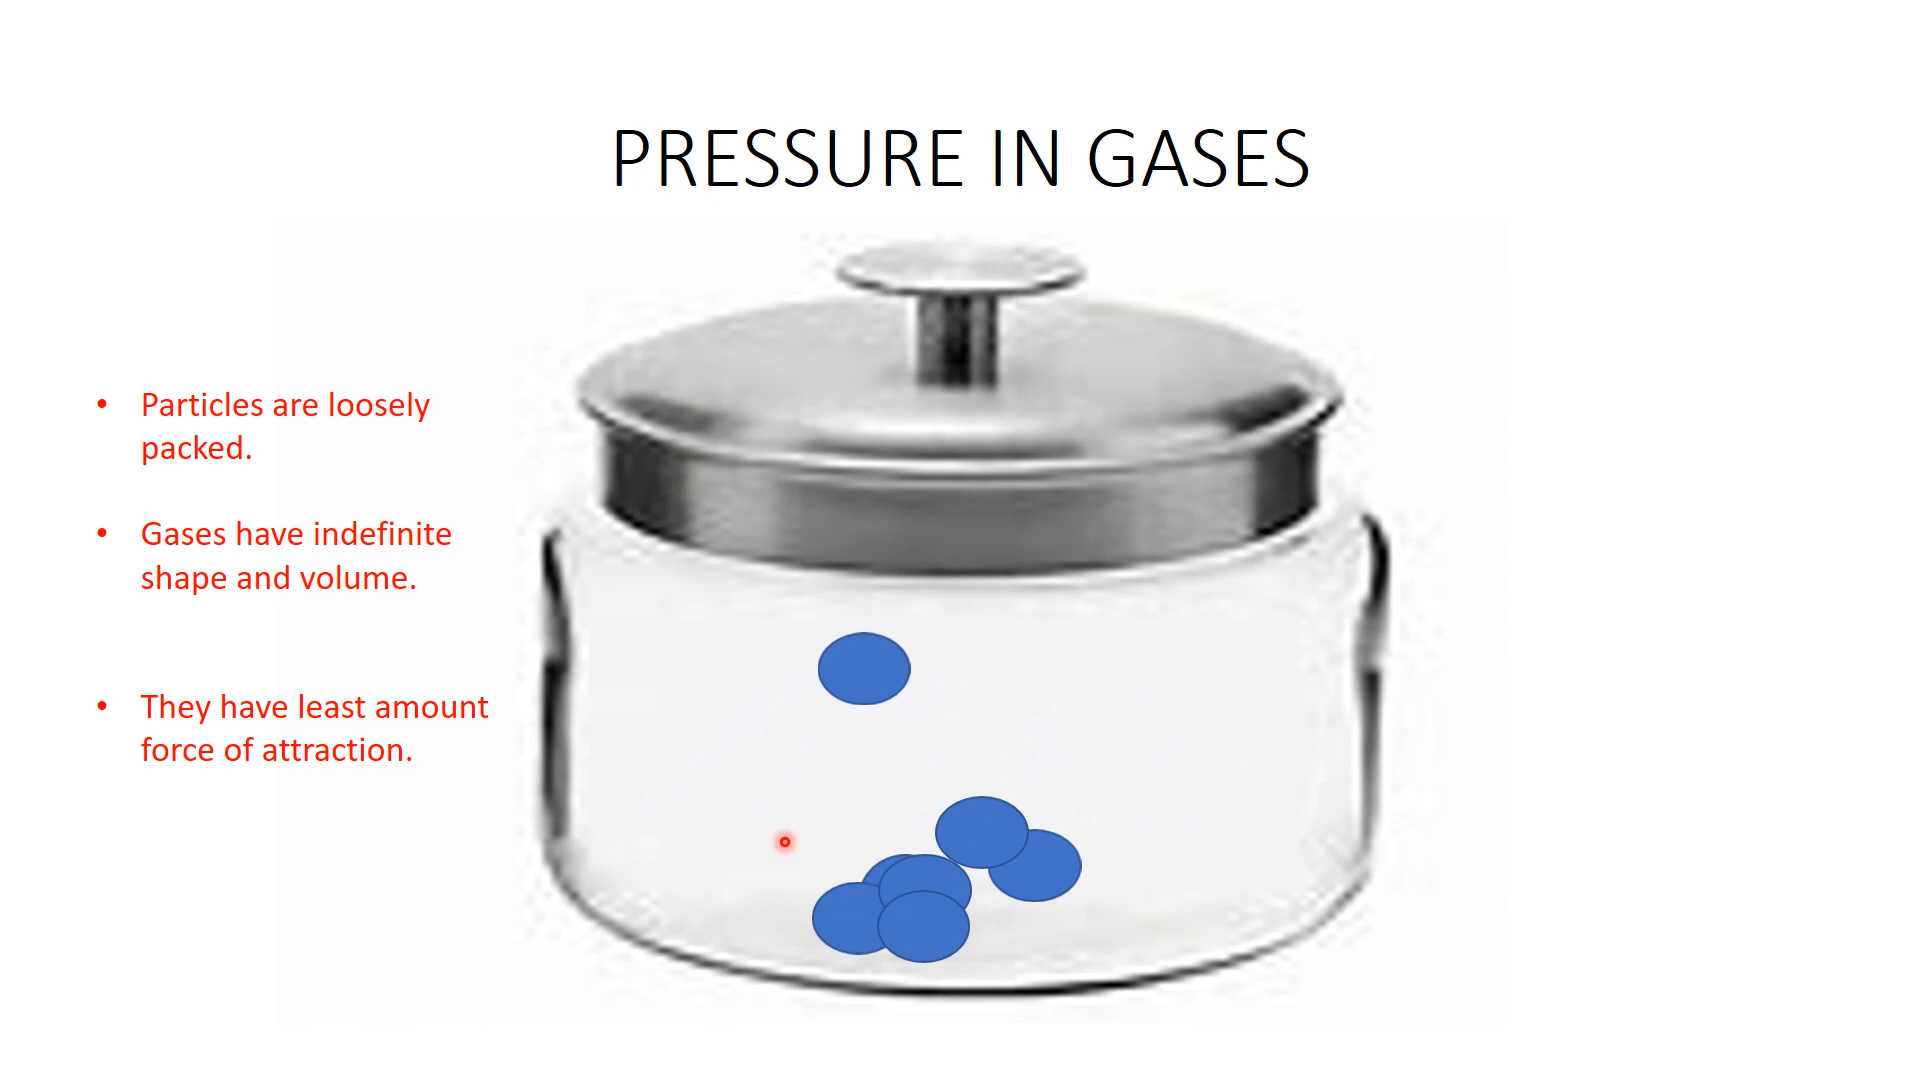 PRESSURE IN GASES
• Particles are loosely
packed.
• Gases have indefinite
shape and volume.
• They have least amount
force of attraction.